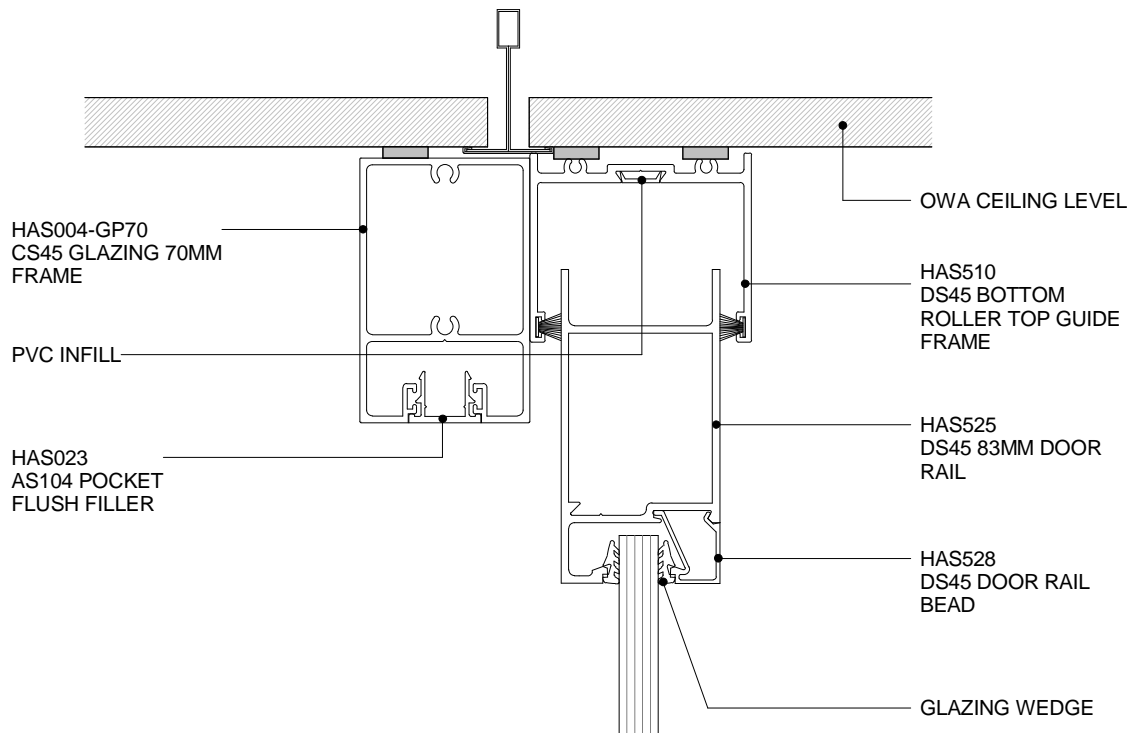 HAS004-GP70
CS45 GLAZING 70MM
FRAME
PVC INFILL
HAS023
AS104 POCKET
FLUSH FILLER
OWA CEILING LEVEL
HAS510
DS45 BOTTOM
ROLLER TOP GUIDE
FRAME
HAS525
DS45 83MM DOOR
RAIL
HAS528
DS45 DOOR RAIL
BEAD
GLAZING WEDGE